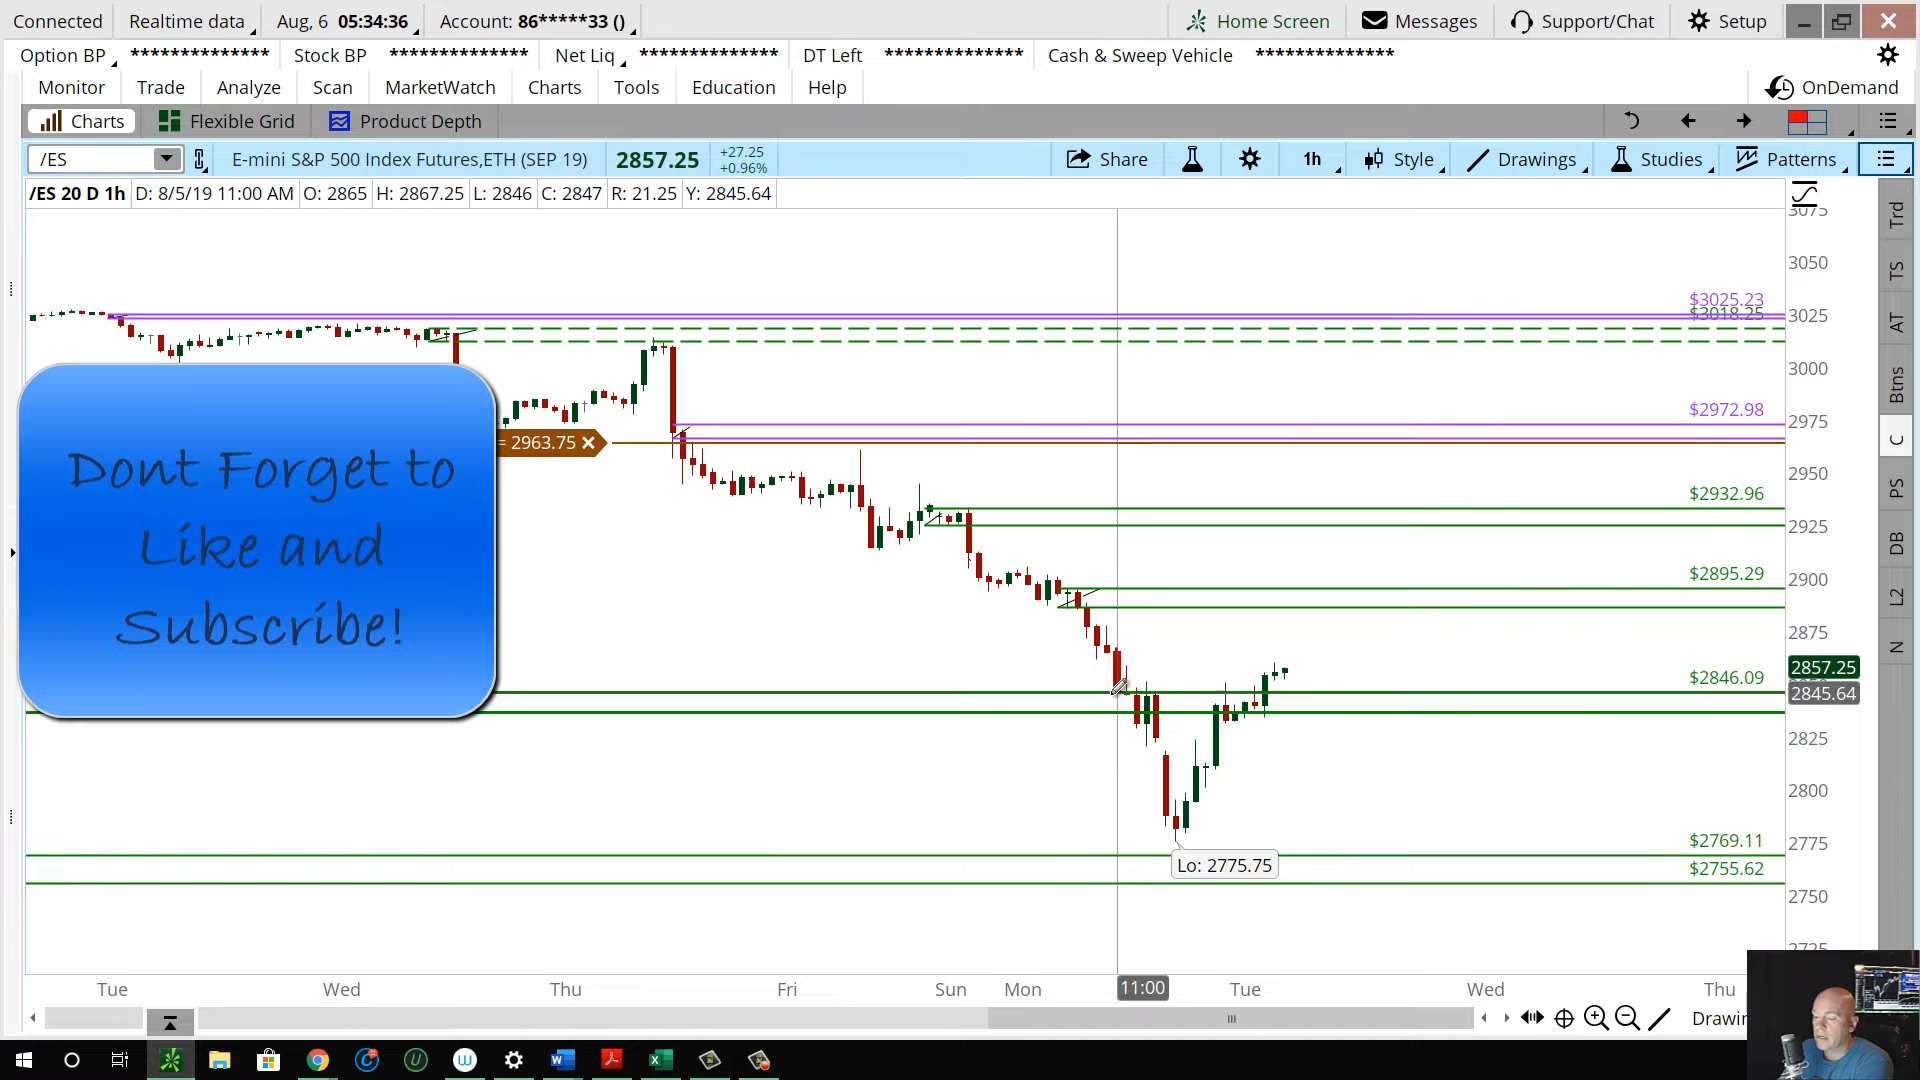 Connected Realtime data Aug, 6 05:34:36 Account: 86*****33 () Home Screen Messages Support/Chat Setup
Option BP ************** Stock BP ************** Net Liq ************** DT Left ************** Cash & Sweep Vehicle **************
Monitor Trade Analyze Scan MarketWatch Charts Tools Education Help OnDemand
Charts Flexible Grid Product Depth
/ES E-mini S&P 500 Index Futures,ETH (SEP 19) 2857.25 +27.25 +0.96% Share 1h Style Drawings Studies Patterns
/ES 20 D 1h D: 8/5/19 11:00 AM O: 2865 H: 2867.25 L: 2846 C: 2847 R: 21.25 Y: 2845.64
3075
3050
$3025.23
$3018.25
3025
3000
$2972.98
2975
= 2963.75
2950
$2932.96
2925
$2895.29
2900
2875
2857.25
$2846.09
2845.64
2825
2800
$2769.11
2775
Lo: 2775.75
$2755.62
2750
Dont Forget to
Like and
Subscribe!
Trd
TS
AT
Btns
C
PS
DB
L2
N
Tue Wed Thu Fri Sun Mon 11:00 Tue Wed Thu